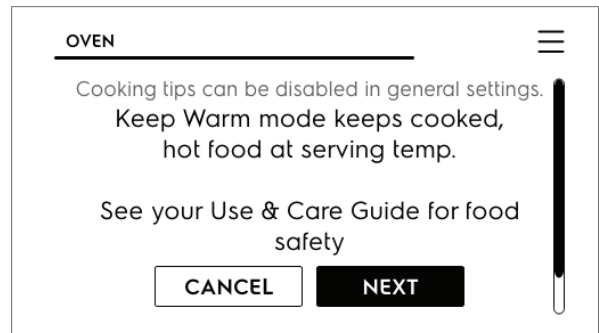 OVEN
Cooking tips can be disabled in general settings.
Keep Warm mode keeps cooked,
hot food at serving temp.
See your Use & Care Guide for food
safety
CANCEL
NEXT